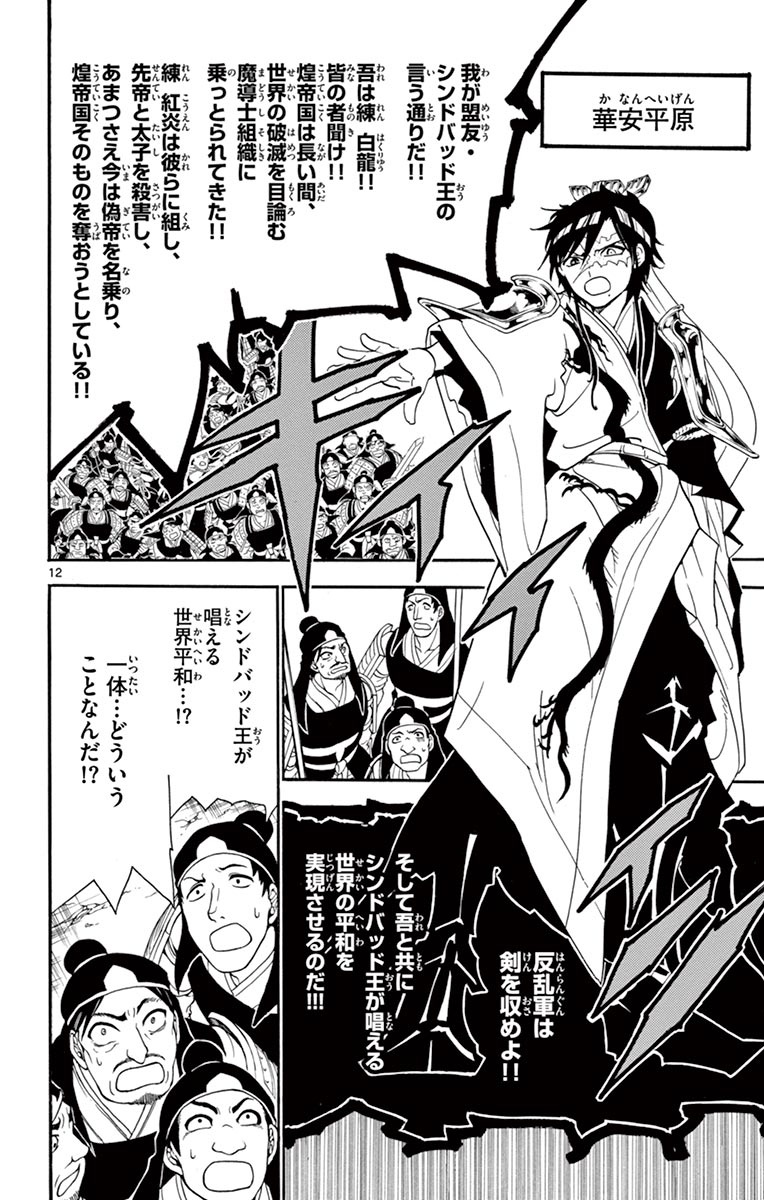 華安平原
我が盟友・
シンドバッド王の
言う通りだ!!
吾は練 白龍!!
皆の者聞け!!
煌帝国は長い間、
世界の破滅を目論む
魔導士組織に
乗っとられてきた!!
練 紅炎は彼らに組し、
先帝と太子を殺害し、
あまつさえ今は偽帝を名乗り、
煌帝国そのものを奪おうとしている!!
キィィィィ
12
反乱軍は
剣を収めよ!!
そして吾と共に
シンドバッド王が唱える
世界の平和を
実現させるのだ!!!
シンドバッド王が
唱える
世界平和…!?
一体…どういう
ことなんだ!?